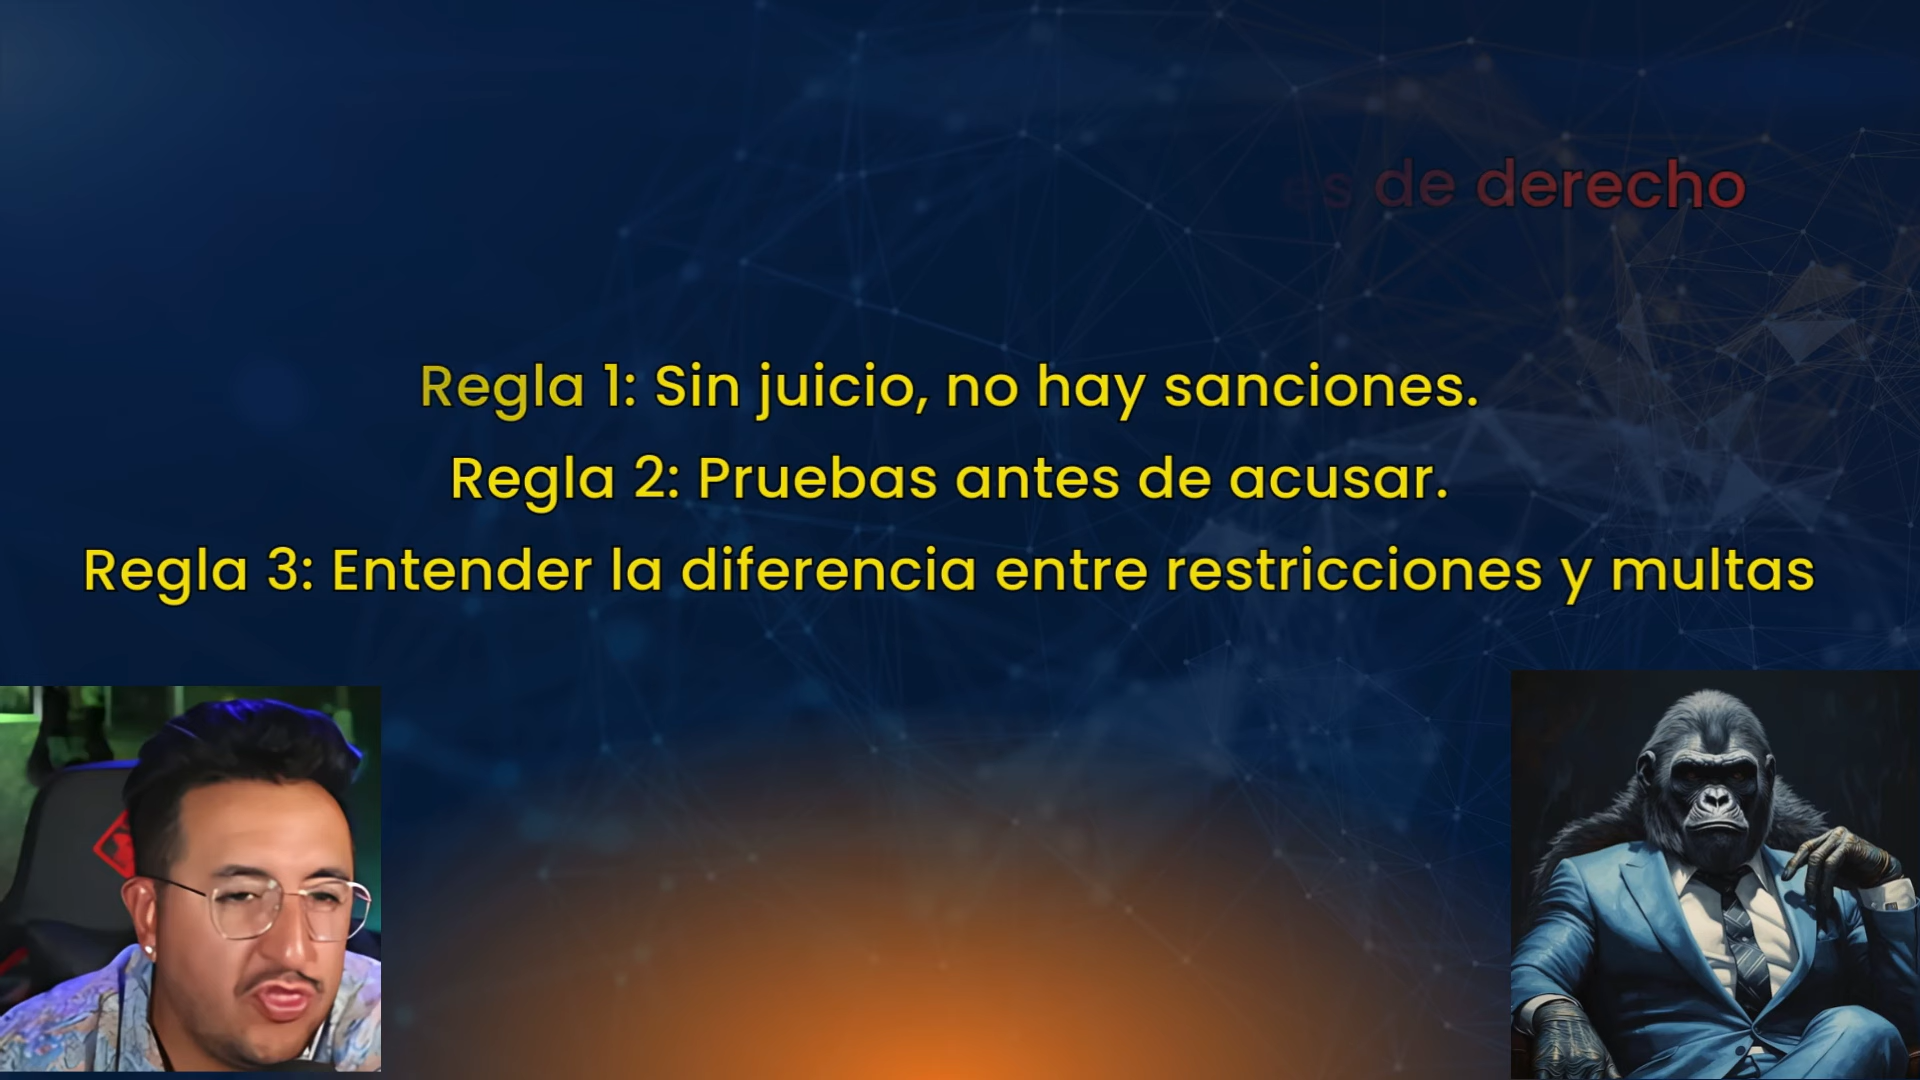 es de derecho
Regla 1: Sin juicio, no hay sanciones.
Regla 2: Pruebas antes de acusar.
Regla 3: Entender la diferencia entre restricciones y multas